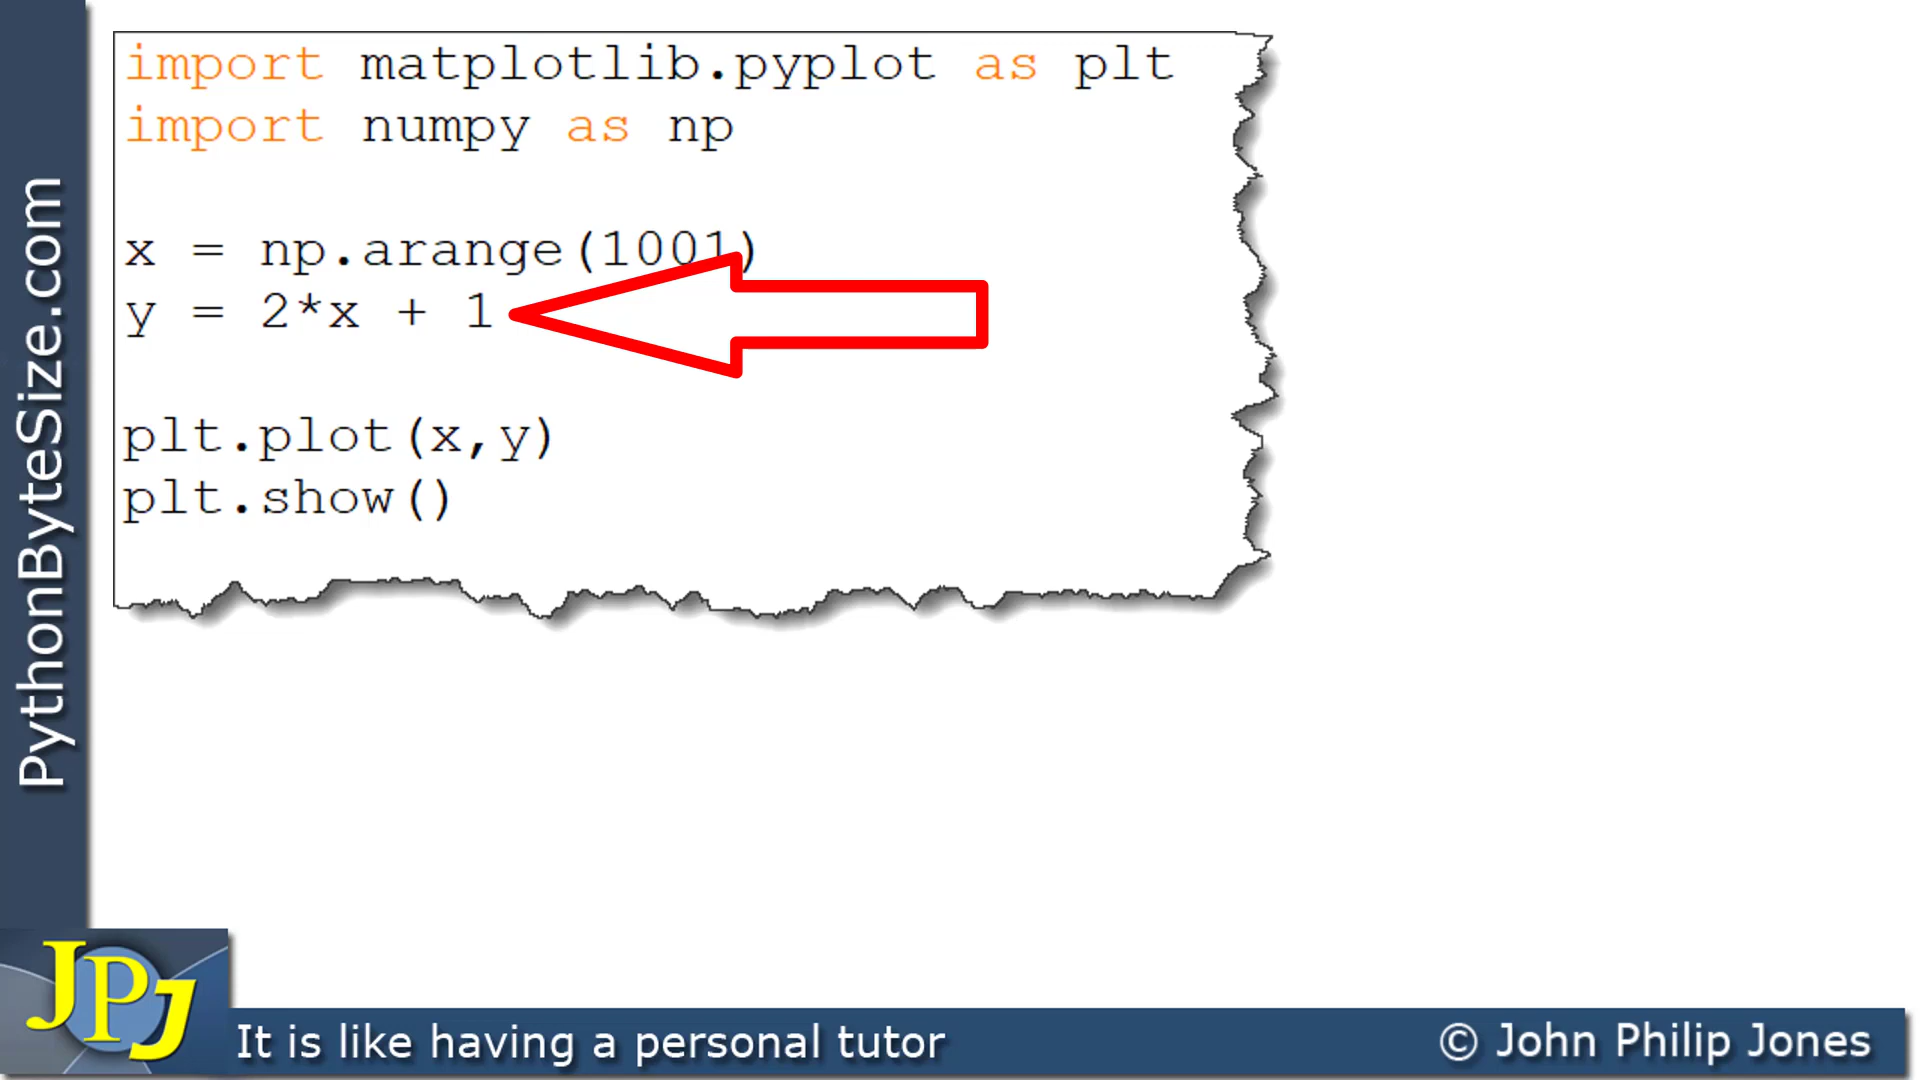 import matplotlib.pyplot as plt
import numpy as np
x = np.arange(1001)
y = 2*x + 1
plt.plot(x,y)
plt.show()
PythonByteSize.com
JPJ
It is like having a personal tutor
© John Philip Jones